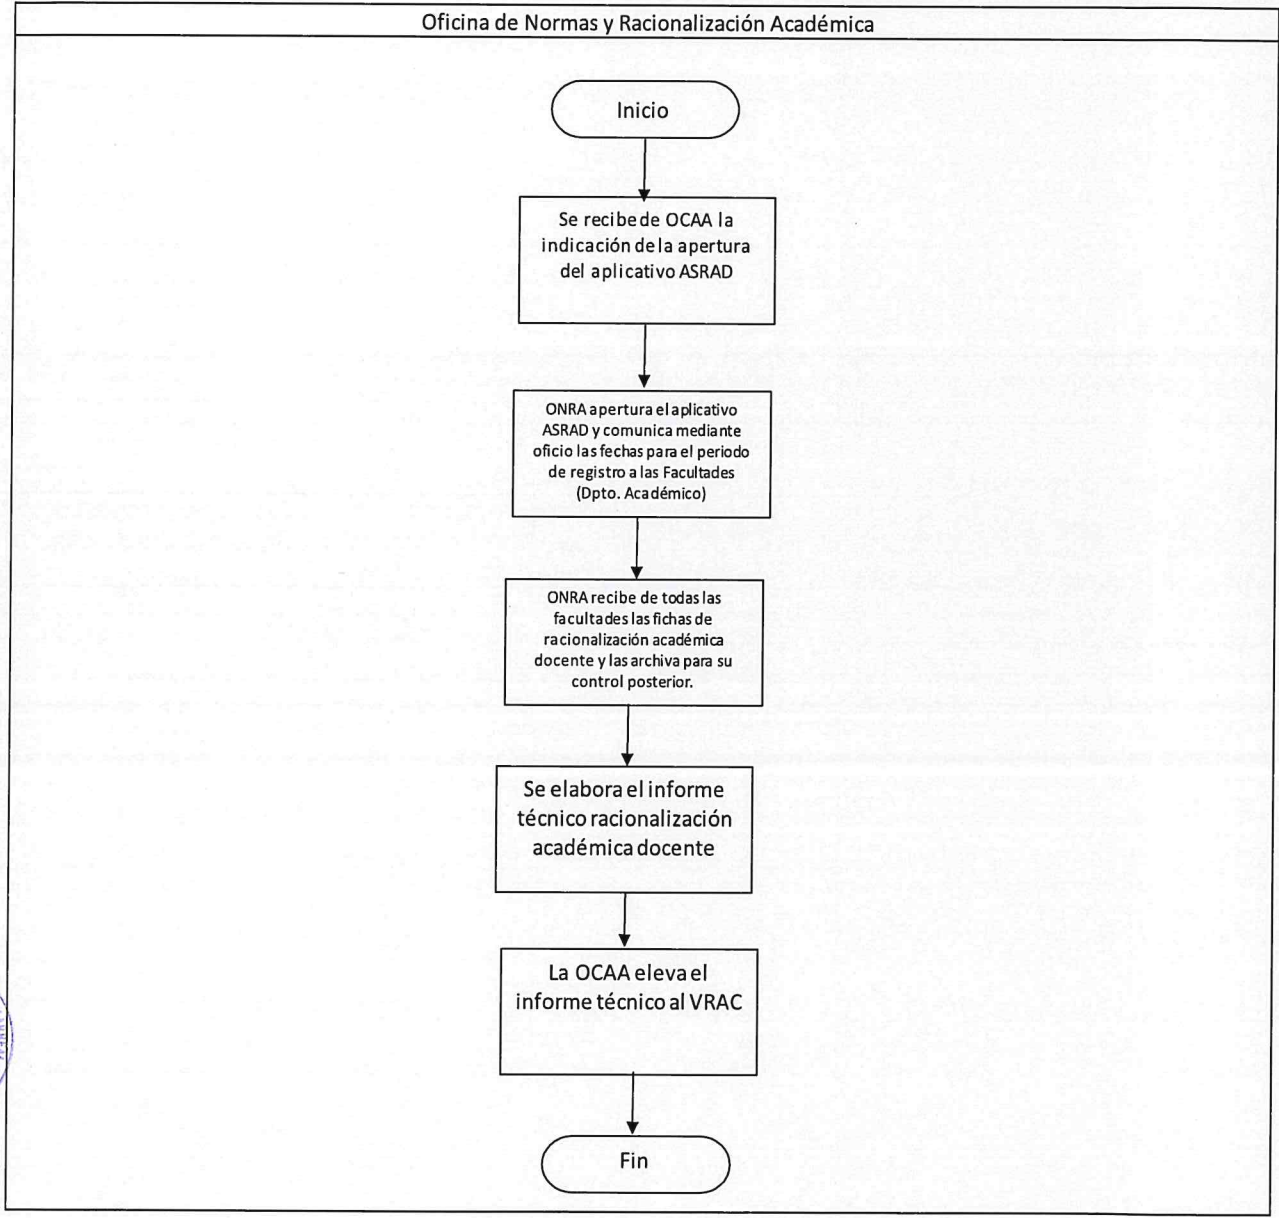 Oficina de Normas y Racionalización Académica
Inicio
Se recibe de OCAA la
indicación de la apertura
del aplicativo ASRAD
ONRA apertura el aplicativo
ASRAD y comunica mediante
oficio las fechas para el periodo
de registro a las Facultades
(Dpto. Académico)
ONRA recibe de todas las
facultades las fichas de
racionalización académica
docente y las archiva para su
control posterior.
Se elabora el informe
técnico racionalización
académica docente
La OCAA eleva el
informe técnico al VRAC
Fin